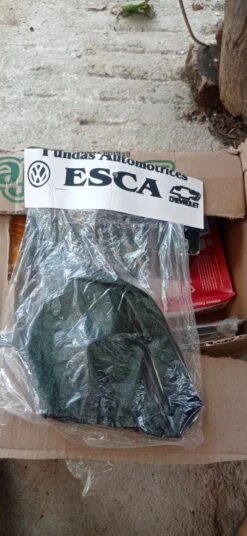 Fundas Automotrices
ESCA
CHEVROLET